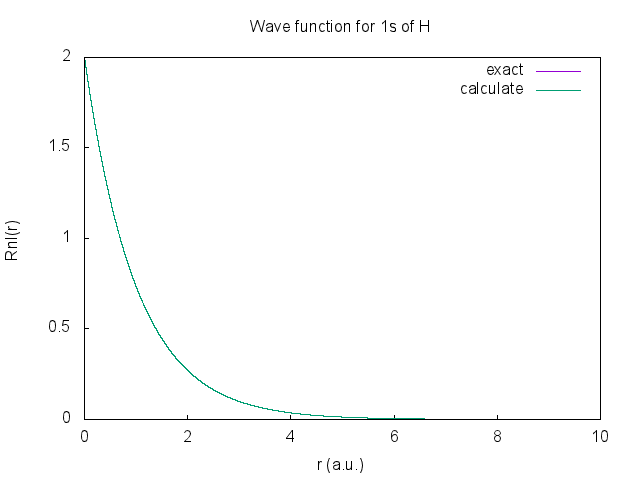 Wave function for 1s of H
exact
calculate
2
1.5
1
0.5
0
Rnl(r)
0 2 4 6 8 10
r (a.u.)